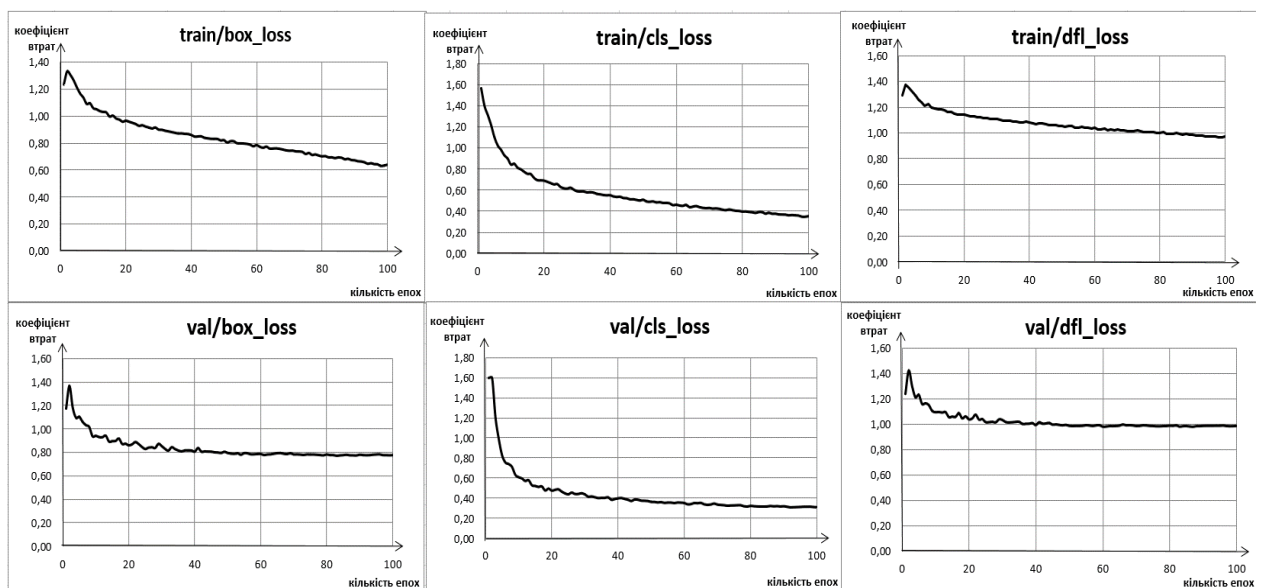 коефіцієнт
втрат
train/box_loss
1,40
1,20
1,00
0,80
0,60
0,40
0,20
0,00
0 20 40 60 80 100
кількість епох
коефіцієнт
втрат
train/cls_loss
1,80
1,60
1,40
1,20
1,00
0,80
0,60
0,40
0,20
0,00
0 20 40 60 80 100
кількість епох
коефіцієнт
втрат
train/dfl_loss
1,60
1,40
1,20
1,00
0,80
0,60
0,40
0,20
0,00
0 20 40 60 80 100
кількість епох
коефіцієнт
втрат
val/box_loss
1,60
1,40
1,20
1,00
0,80
0,60
0,40
0,20
0,00
0 20 40 60 80 100
кількість епох
коефіцієнт
втрат
val/cls_loss
1,80
1,60
1,40
1,20
1,00
0,80
0,60
0,40
0,20
0,00
0 20 40 60 80 100
кількість епох
коефіцієнт
втрат
val/dfl_loss
1,60
1,40
1,20
1,00
0,80
0,60
0,40
0,20
0,00
0 20 40 60 80 100
кількість епох